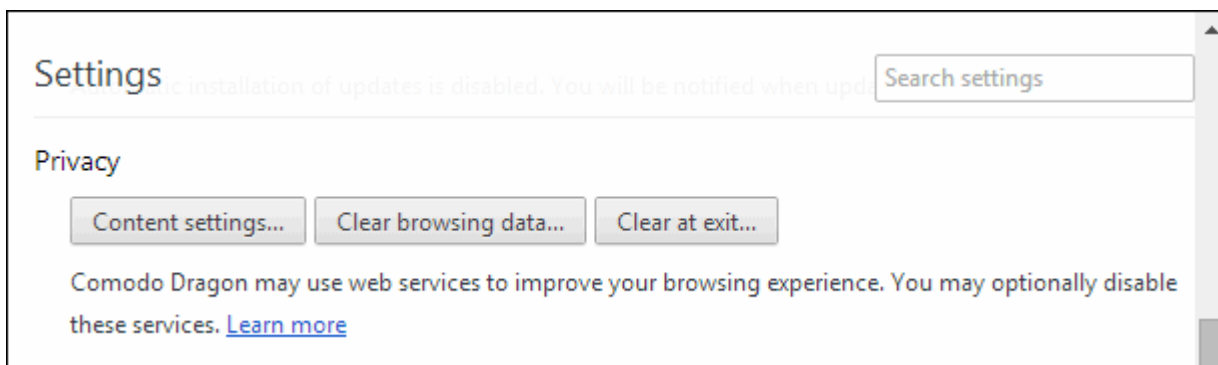 Settings
Automatic installation of updates is disabled. You will be notified when upda
Search settings
Privacy
Content settings... Clear browsing data... Clear at exit...
Comodo Dragon may use web services to improve your browsing experience. You may optionally disable
these services. Learn more